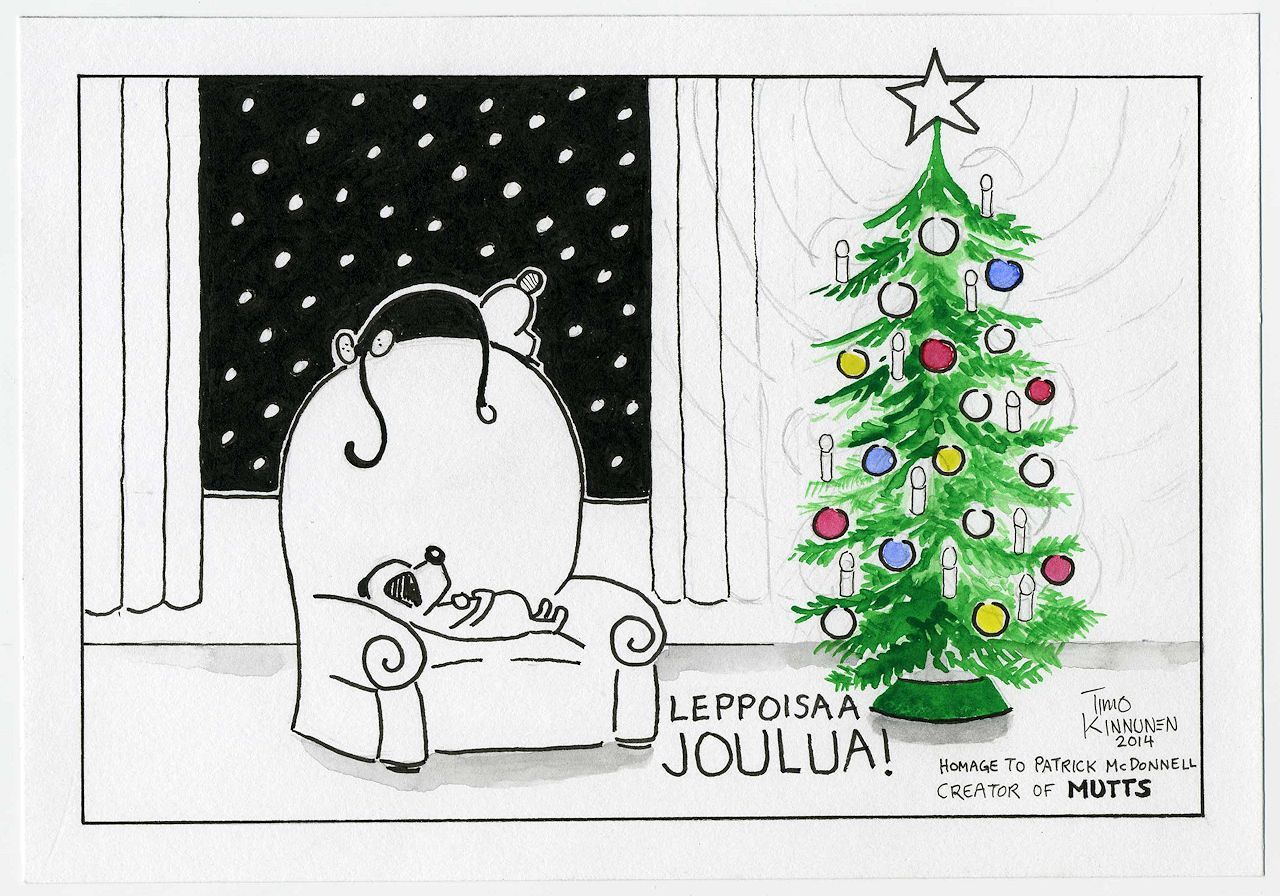 LEPPOISAA
JOULUA!
TIMO
KINNUNEN
2014
HOMAGE TO PATRICK McDONNELL
CREATOR OF MUTTS